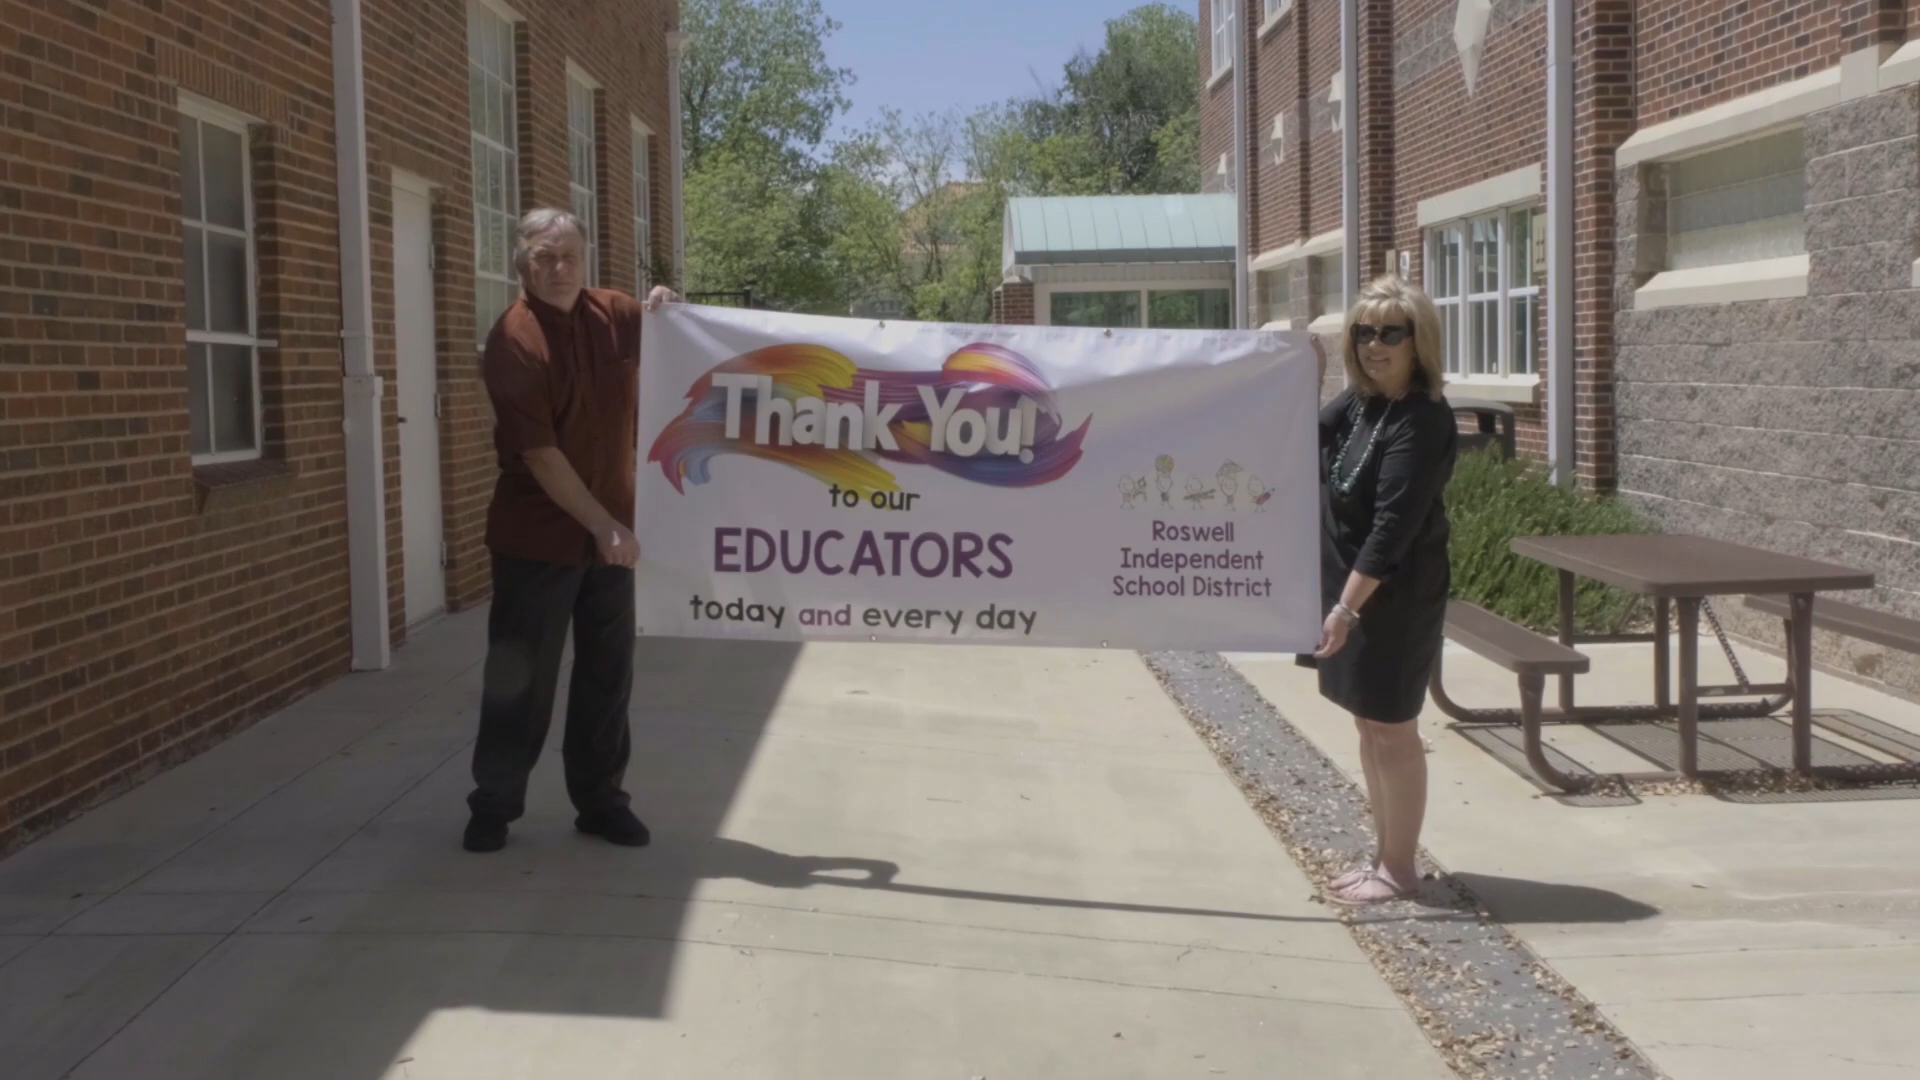 Thank You!
to our
EDUCATORS
today and every day
Roswell
Independent
School District